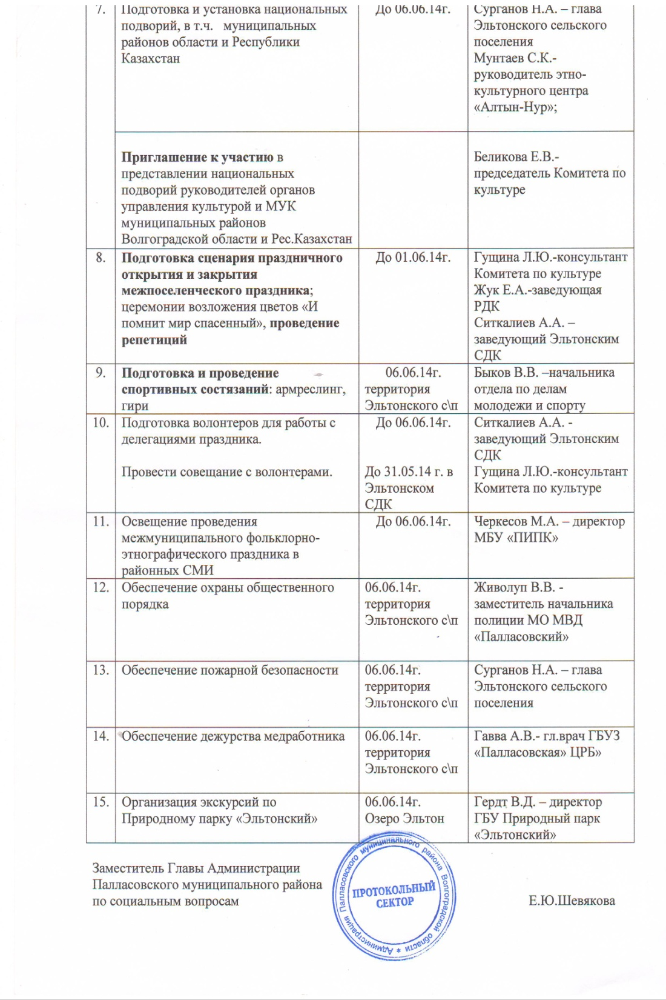 7. Подготовка и установка национальных
подворий, в т.ч. муниципальных
районов области и Республики
Казахстан
До 06.06.14г.
Сурганов Н.А. – глава
Эльтонского сельского
поселения
Мунтаев С.К.-
руководитель этно-
культурного центра
«Алтын-Нур»;
Приглашение к участию в
представлении национальных
подворий руководителей органов
управления культурой и МУК
муниципальных районов
Волгоградской области и Рес.Казахстан
Беликова Е.В.-
председатель Комитета по
культуре
8. Подготовка сценария праздничного
открытия и закрытия
межпоселенческого праздника;
церемонии возложения цветов «И
помнит мир спасенный», проведение
репетиций
До 01.06.14г.
Гущина Л.Ю.-консультант
Комитета по культуре
Жук Е.А.-заведующая
РДК
Ситкалиев А.А. –
заведующий Эльтонским
СДК
9. Подготовка и проведение
спортивных состязаний: армреслинг,
гири
06.06.14г.
территория
Эльтонского с\п
Быков В.В. –начальника
отдела по делам
молодежи и спорту
10. Подготовка волонтеров для работы с
делегациями праздника.
Провести совещание с волонтерами.
До 06.06.14г.
До 31.05.14 г. в
Эльтонском
СДК
Ситкалиев А.А. -
заведующий Эльтонским
СДК
Гущина Л.Ю.-консультант
Комитета по культуре
11. Освещение проведения
межмуниципального фольклорно-
этнографического праздника в
районных СМИ
До 06.06.14г.
Черкесов М.А. – директор
МБУ «ПИПК»
12. Обеспечение охраны общественного
порядка
06.06.14г.
территория
Эльтонского с\п
Живолуп В.В. -
заместитель начальника
полиции МО МВД
«Палласовский»
13. Обеспечение пожарной безопасности
06.06.14г.
территория
Эльтонского с\п
Сурганов Н.А. – глава
Эльтонского сельского
поселения
14. Обеспечение дежурства медработника
06.06.14г.
территория
Эльтонского с\п
Гавва А.В.- гл.врач ГБУЗ
«Палласовская» ЦРБ»
15. Организация экскурсий по
Природному парку «Эльтонский»
06.06.14г.
Озеро Эльтон
Гердт В.Д. – директор
ГБУ Природный парк
«Эльтонский»
Заместитель Главы Администрации
Палласовского муниципального района
по социальным вопросам
Е.Ю.Шевякова
Администрация Палласовского муниципального района Волгоградской области *
ПРОТОКОЛЬНЫЙ
СЕКТОР